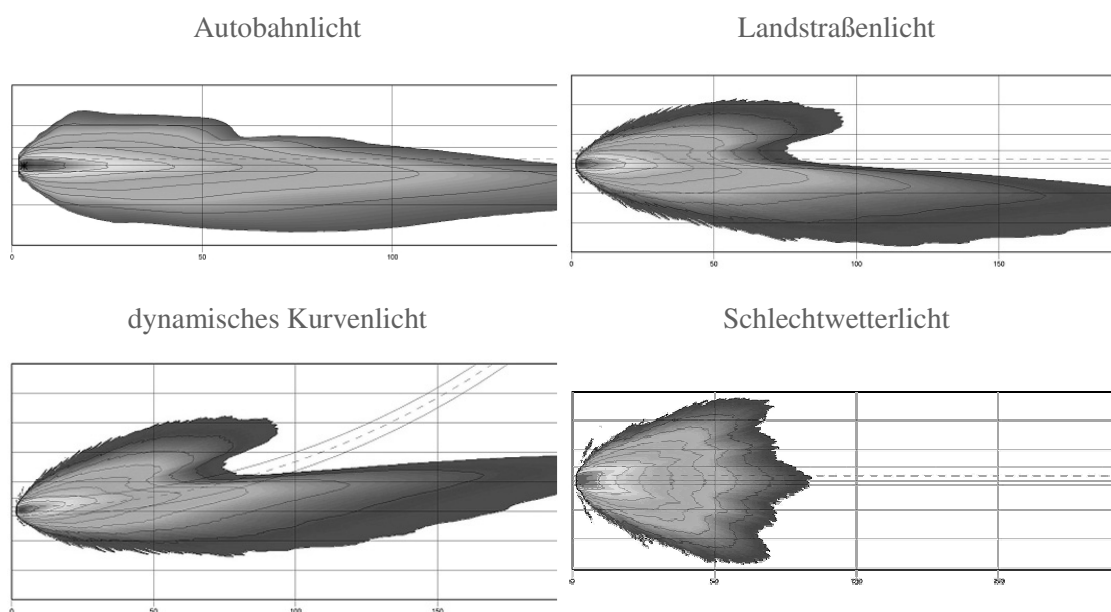 Autobahnlicht
Landstraßenlicht
0 50 100
0 50 100 150
dynamisches Kurvenlicht
Schlechtwetterlicht
0 50 100 150